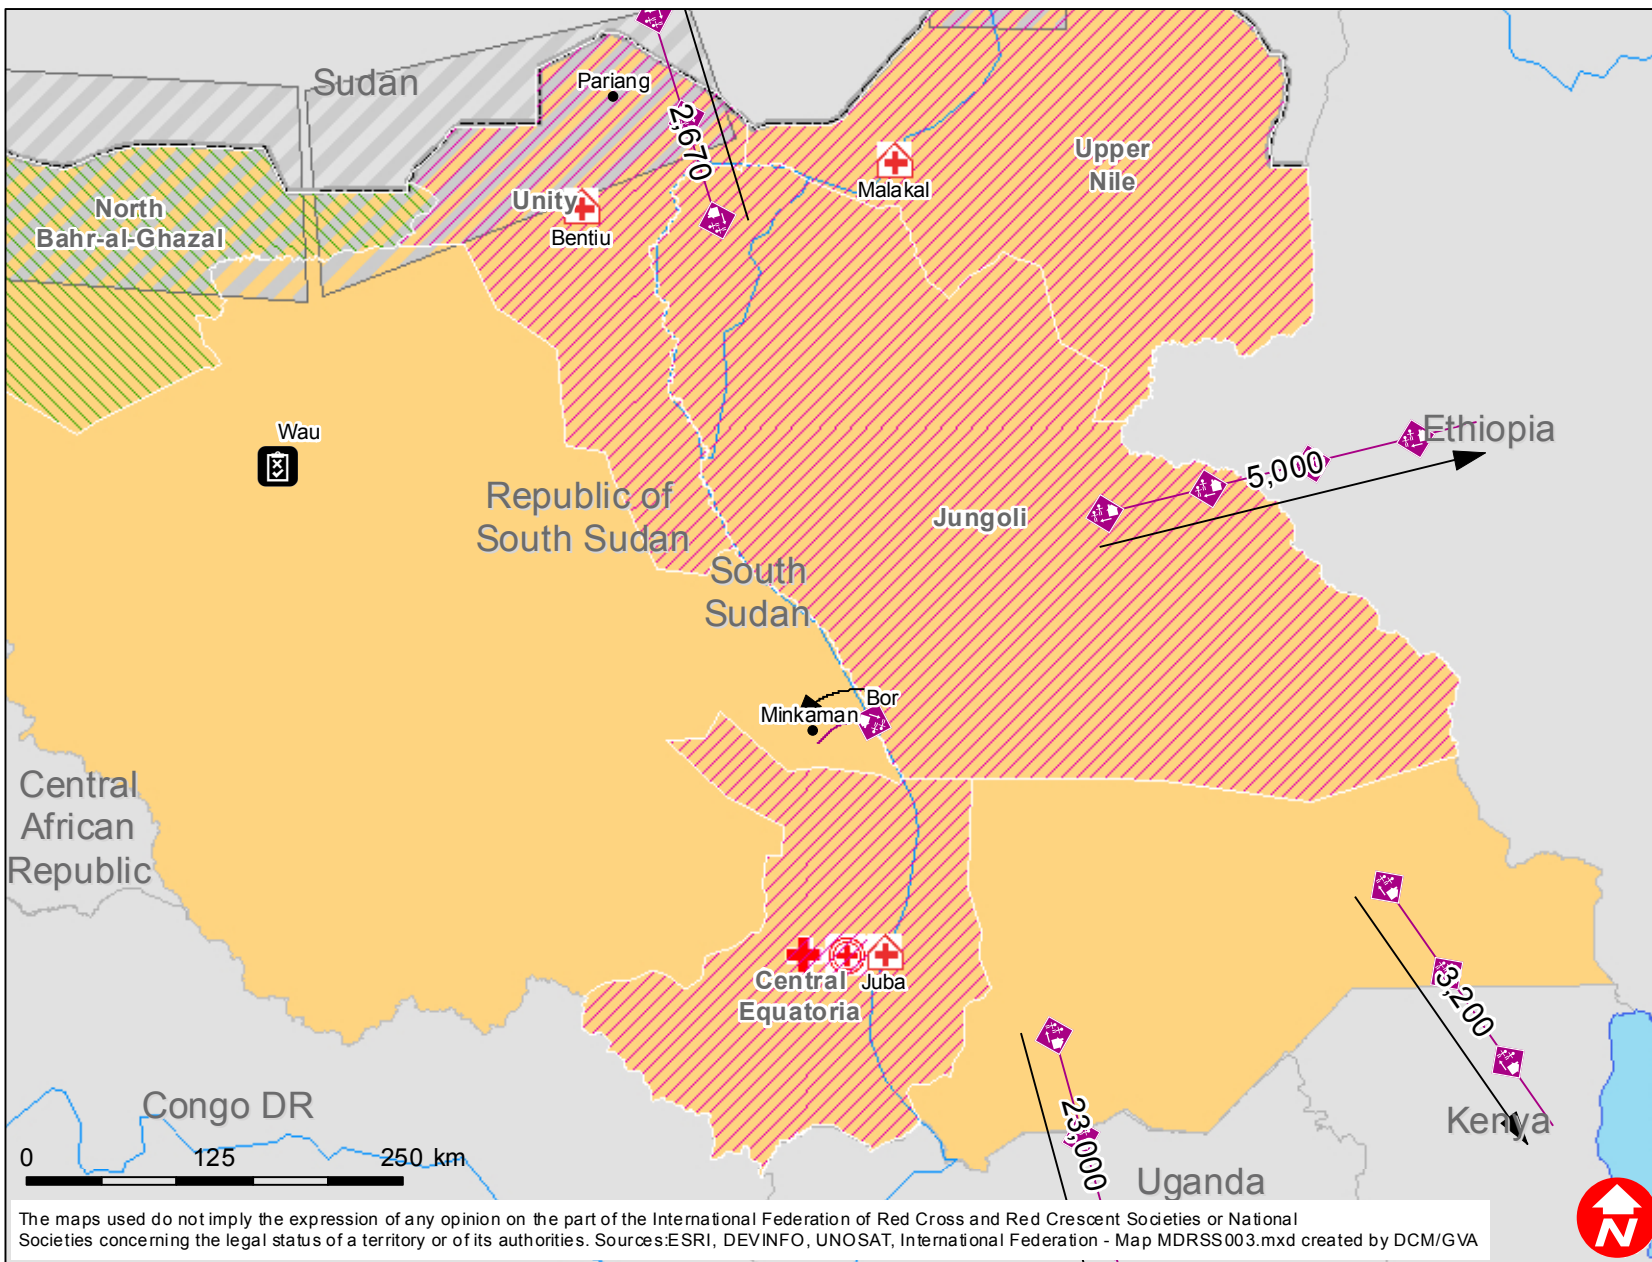 Sudan
Pariang
2,670
Upper
Nile
Malakal
Unity
Bentiu
North
Bahr-al-Ghazal
Wau
Ethiopia
5,000
Republic of
South Sudan
Jungoli
South
Sudan
Bor
Minkaman
Central
African
Republic
Central
Equatoria
Juba
3,200
Kenya
23,000
Uganda
Congo DR
0 125 250 km
N
The maps used do not imply the expression of any opinion on the part of the International Federation of Red Cross and Red Crescent Societies or National
Societies concerning the legal status of a territory or of its authorities. Sources:ESRI, DEVINFO, UNOSAT, International Federation - Map MDRSS003.mxd created by DCM/GVA